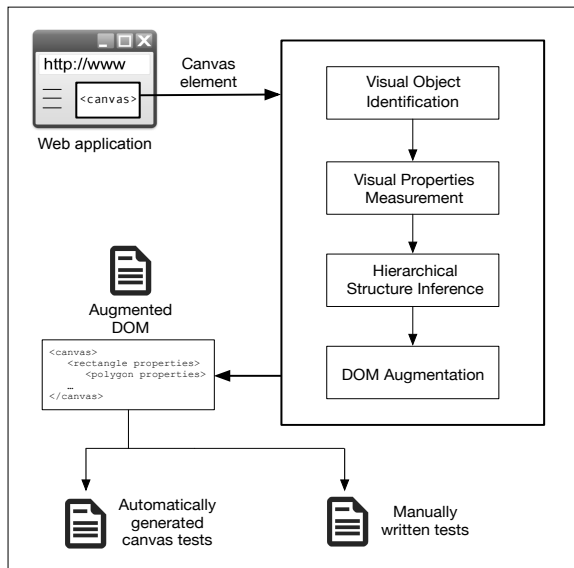 http://www
<canvas>
Web application
Canvas
element
Visual Object
Identification
Visual Properties
Measurement
Hierarchical
Structure Inference
DOM Augmentation
Augmented
DOM
<canvas>
<rectangle properties>
<polygon properties>
…
</canvas>
Automatically
generated
canvas tests
Manually
written tests